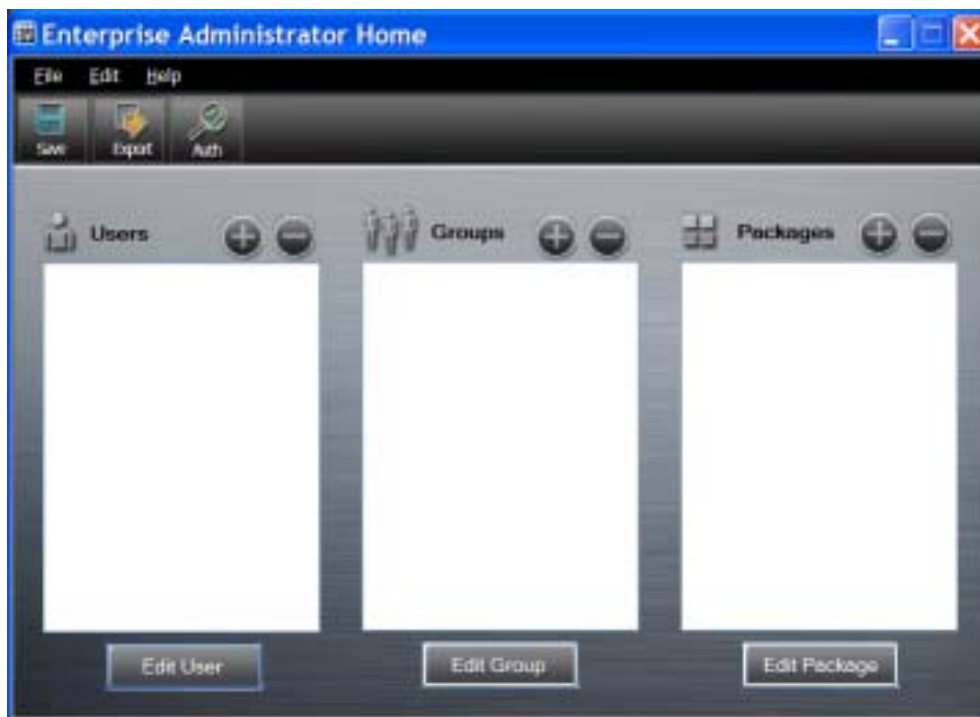 Enterprise Administrator Home
File Edit Help
Save Export Auth
Users Groups Packages
Edit User Edit Group Edit Package